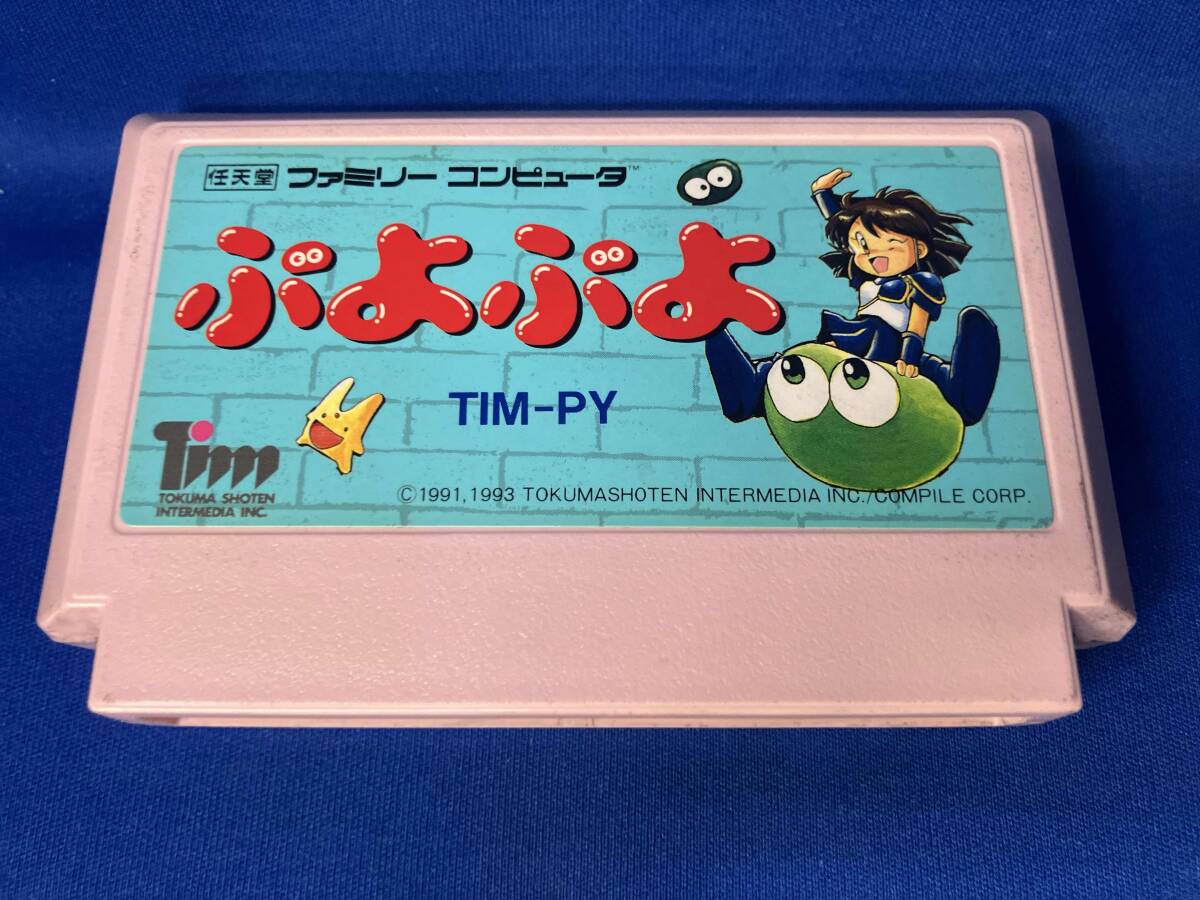 任天堂 ファミリー コンピュータ™
ぷよぷよ
TIM-PY
Tim
TOKUMA SHOTEN
INTERMEDIA INC.
©1991,1993 TOKUMASHOTEN INTERMEDIA INC./COMPILE CORP.